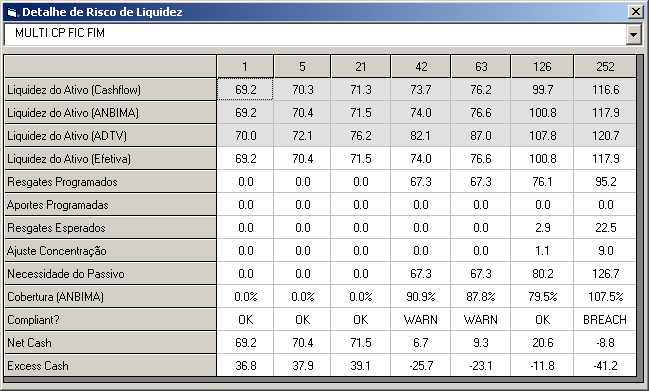 Detalhe de Risco de Liquidez
MULTI CP FIC FIM
1 5 21 42 63 126 252
Liquidez do Ativo (Cashflow) 69.2 70.3 71.3 73.7 76.2 99.7 116.6
Liquidez do Ativo (ANBIMA) 69.2 70.4 71.5 74.0 76.6 100.8 117.9
Liquidez do Ativo (ADTV) 70.0 72.1 76.2 82.1 87.0 107.8 120.7
Liquidez do Ativo (Efetiva) 69.2 70.4 71.5 74.0 76.6 100.8 117.9
Resgates Programados 0.0 0.0 0.0 67.3 67.3 76.1 95.2
Aportes Programadas 0.0 0.0 0.0 0.0 0.0 0.0 0.0
Resgates Esperados 0.0 0.0 0.0 0.0 0.0 2.9 22.5
Ajuste Concentração 0.0 0.0 0.0 0.0 0.0 1.1 9.0
Necessidade do Passivo 0.0 0.0 0.0 67.3 67.3 80.2 126.7
Cobertura (ANBIMA) 0.0% 0.0% 0.0% 90.9% 87.8% 79.5% 107.5%
Compliant? OK OK OK WARN WARN OK BREACH
Net Cash 69.2 70.4 71.5 6.7 9.3 20.6 -8.8
Excess Cash 36.8 37.9 39.1 -25.7 -23.1 -11.8 -41.2